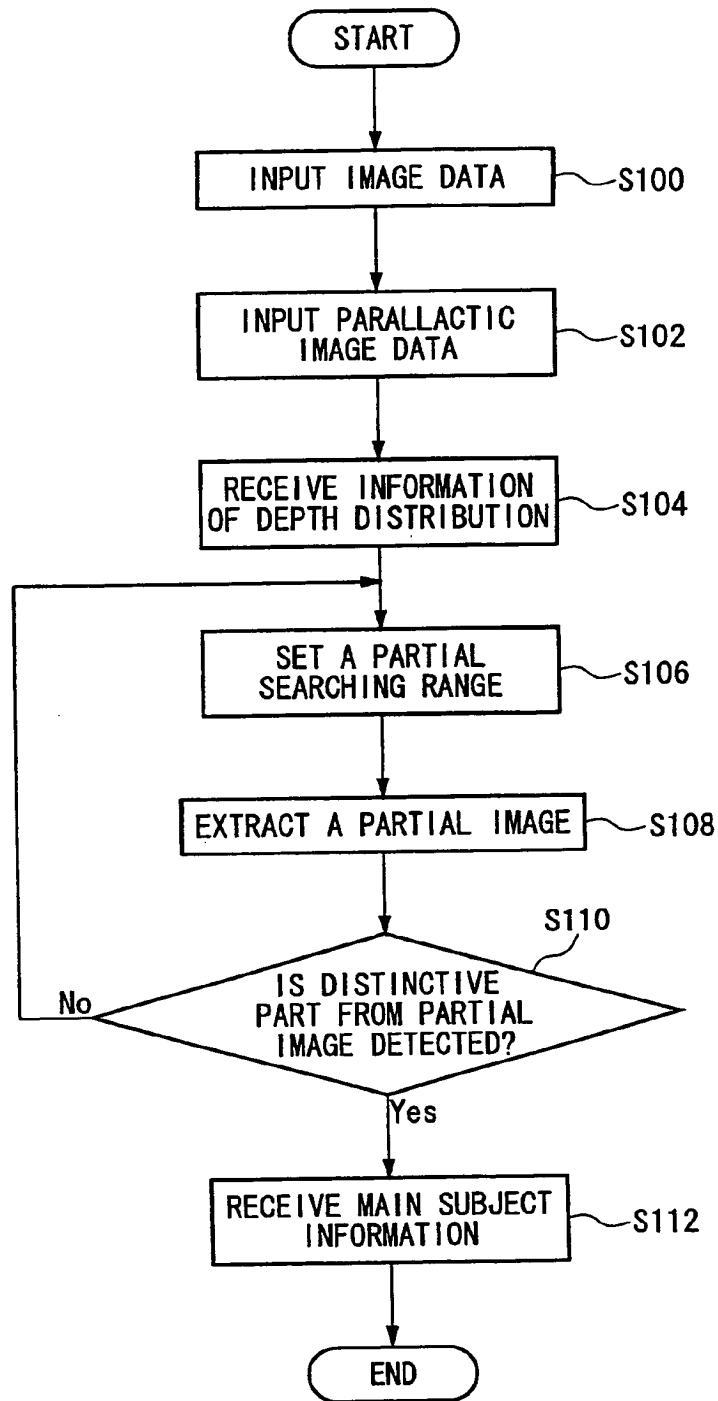 START
INPUT IMAGE DATA
S100
INPUT PARALLACTIC
IMAGE DATA
S102
RECEIVE INFORMATION
OF DEPTH DISTRIBUTION
S104
SET A PARTIAL
SEARCHING RANGE
S106
EXTRACT A PARTIAL IMAGE
S108
S110
IS DISTINCTIVE
PART FROM PARTIAL
IMAGE DETECTED?
No
Yes
RECEIVE MAIN SUBJECT
INFORMATION
S112
END